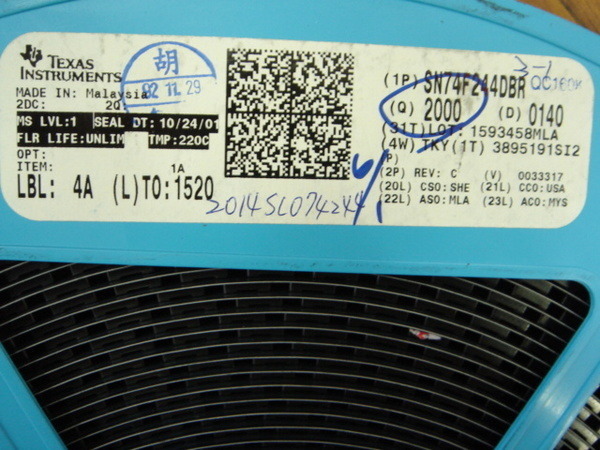 TEXAS
INSTRUMENTS
MADE IN: Malaysia
2DC: 2Q:
MS LVL:1 SEAL DT: 10/24/01
FLR LIFE:UNLIM TMP:220C
OPT:
ITEM: 1A
LBL: 4A (L)TO:1520
胡
92 11. 29
3-1
(1P) SN74F244DBR QC160K
(Q) 2000 (D) 0140
(31T)LOT: 1593458MLA
(4W) TKY(1T) 3895191SI2
P)
(2P) REV: C (V) 0033317
(20L) CSO:SHE (21L) CCO:USA
(22L) ASO:MLA (23L) ACO:MYS
2014SL074244